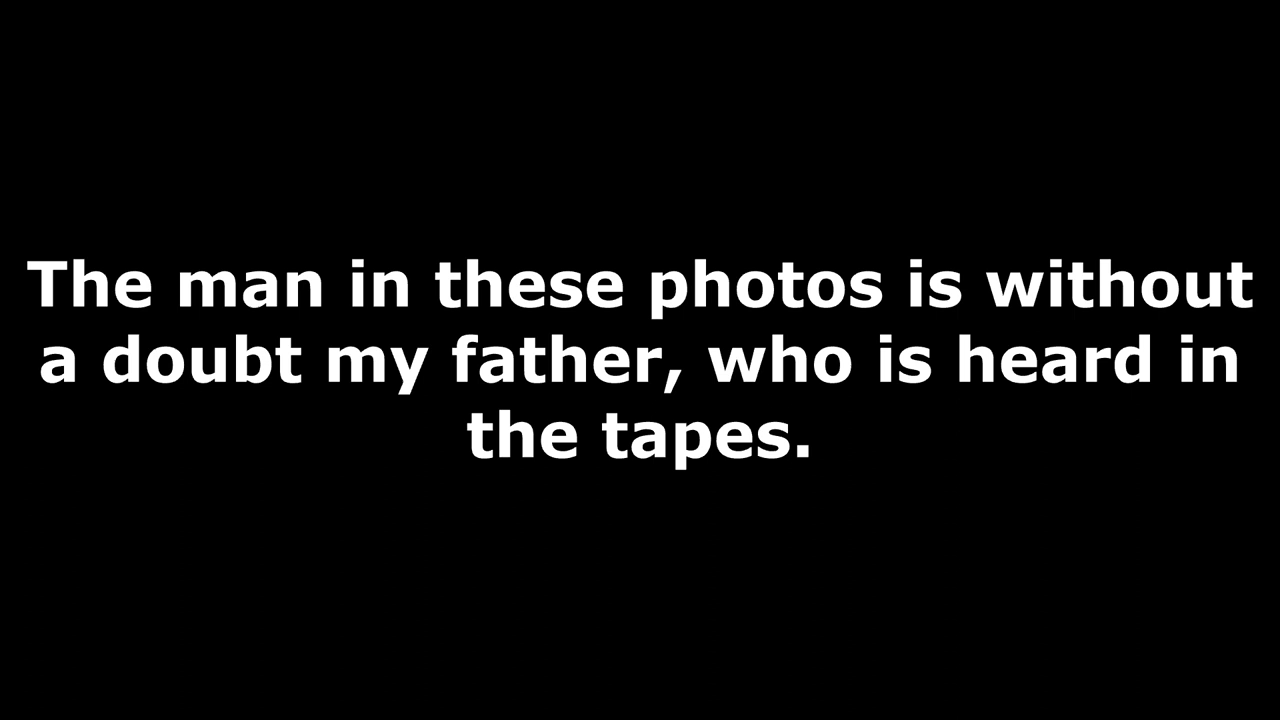 The man in these photos is without
a doubt my father, who is heard in
the tapes.